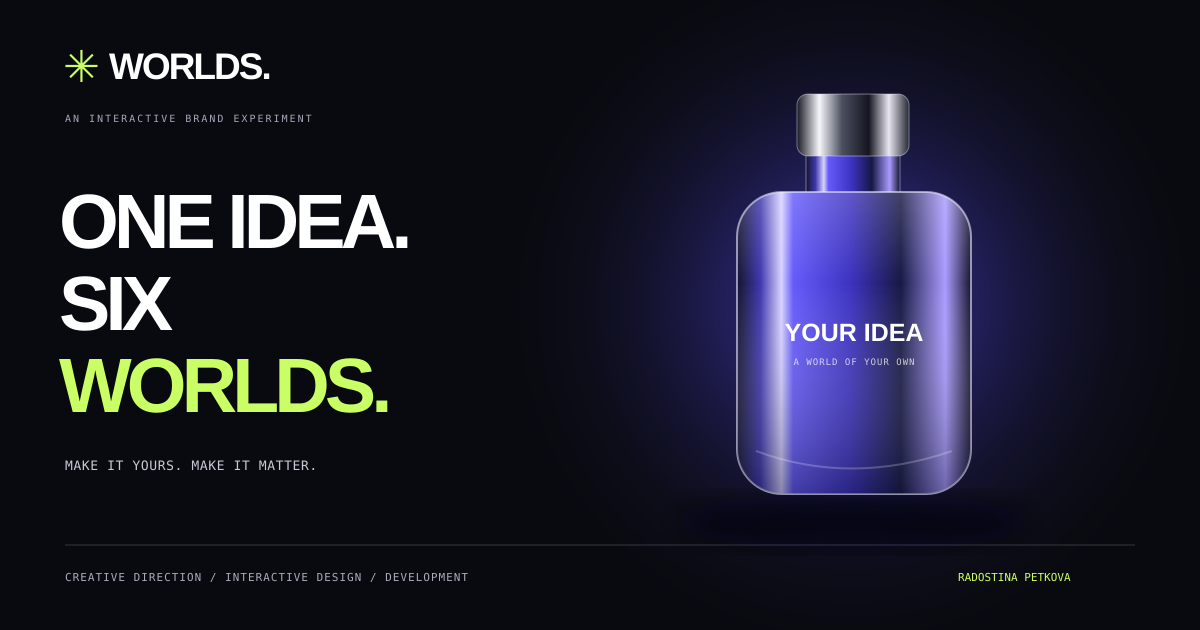 WORLDS.
AN INTERACTIVE BRAND EXPERIMENT
ONE IDEA.
SIX
WORLDS.
MAKE IT YOURS. MAKE IT MATTER.
YOUR IDEA
A WORLD OF YOUR OWN
CREATIVE DIRECTION / INTERACTIVE DESIGN / DEVELOPMENT
RADOSTINA PETKOVA